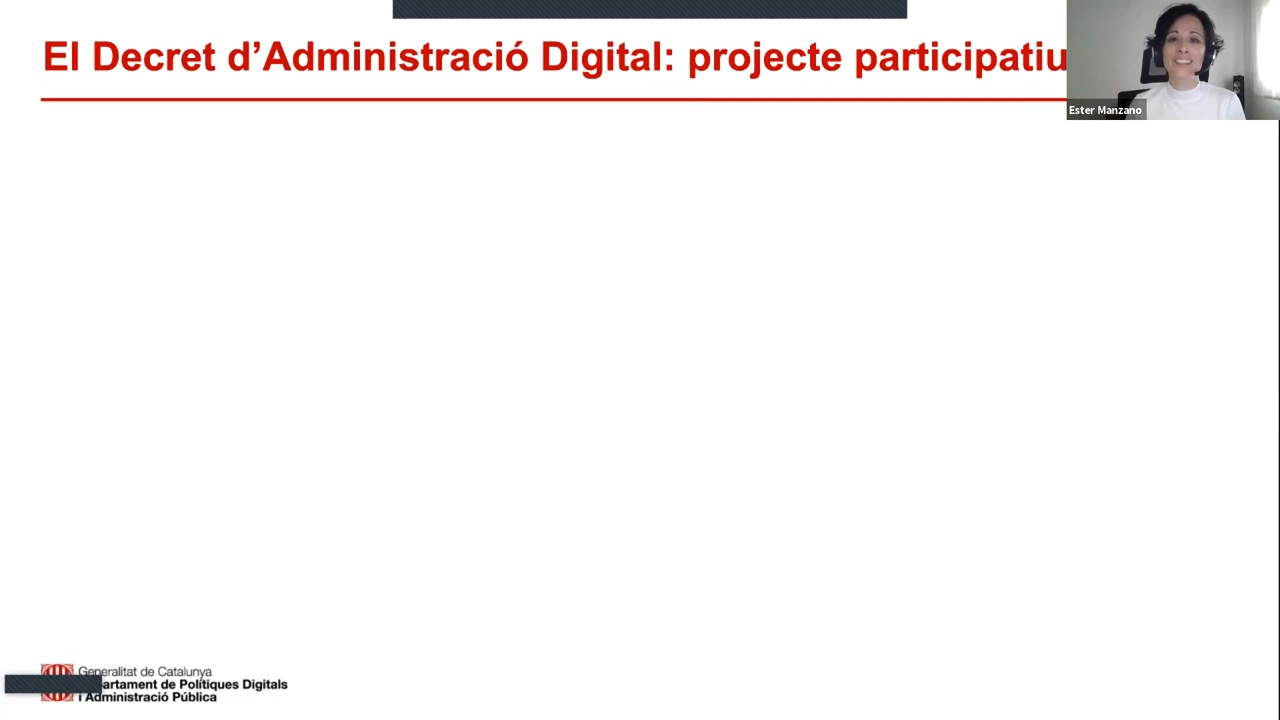 El Decret d’Administració Digital: projecte participatiu
Ester Manzano
Generalitat de Catalunya
artament de Polítiques Digitals
i Administració Pública